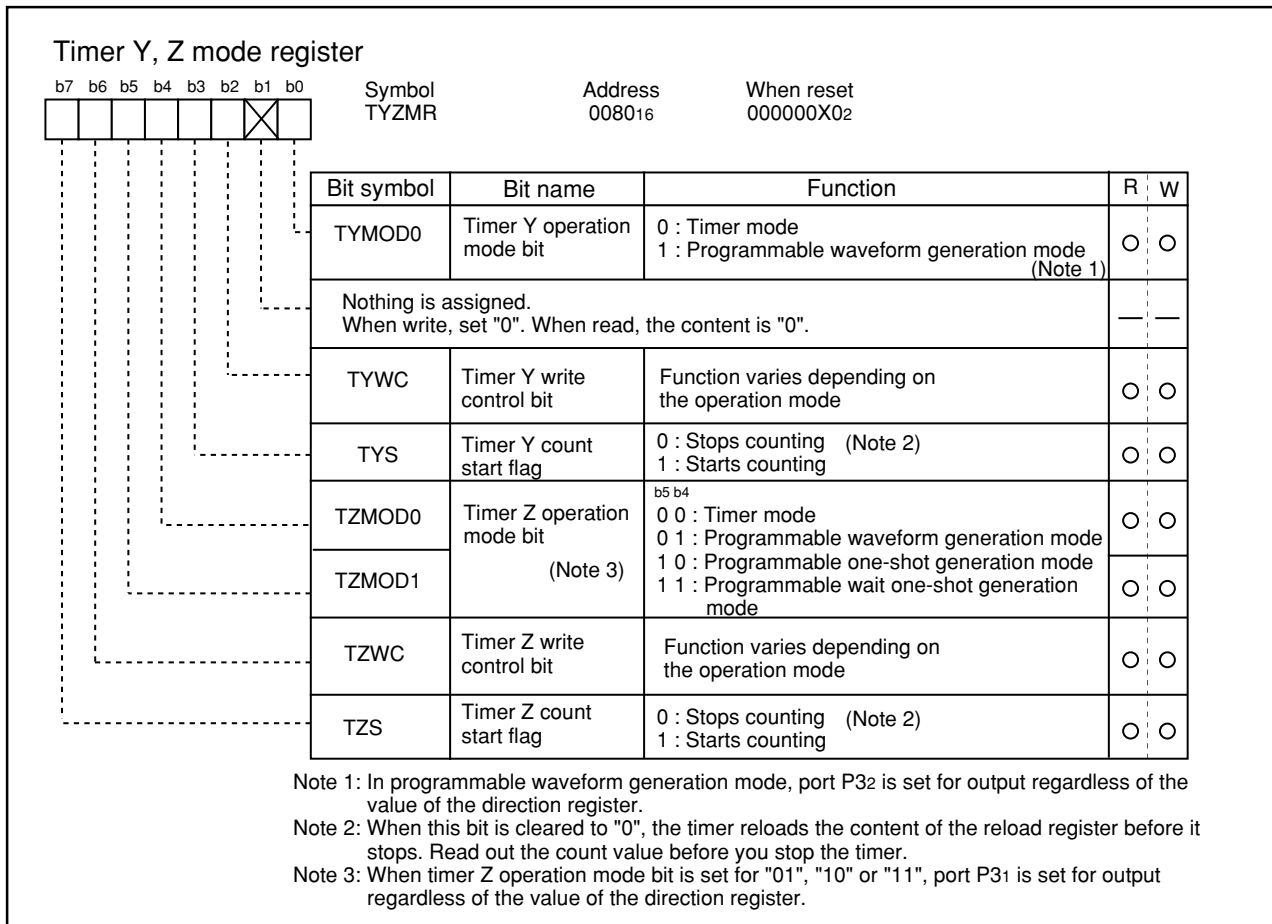 Timer Y, Z mode register
b7 b6 b5 b4 b3 b2 b1 b0
Symbol Address When reset
TYZMR 008016 000000X02
Bit symbol Bit name Function R W
TYMOD0
Timer Y operation
mode bit
0 : Timer mode
1 : Programmable waveform generation mode
(Note 1)
Nothing is assigned.
When write, set "0". When read, the content is "0".
TYWC
Timer Y write
control bit
Function varies depending on
the operation mode
TYS
Timer Y count
start flag
0 : Stops counting (Note 2)
1 : Starts counting
TZMOD0
TZMOD1
Timer Z operation
mode bit
(Note 3)
b5 b4
0 0 : Timer mode
0 1 : Programmable waveform generation mode
1 0 : Programmable one-shot generation mode
1 1 : Programmable wait one-shot generation
mode
TZWC
Timer Z write
control bit
Function varies depending on
the operation mode
TZS
Timer Z count
start flag
0 : Stops counting (Note 2)
1 : Starts counting
Note 1: In programmable waveform generation mode, port P32 is set for output regardless of the
value of the direction register.
Note 2: When this bit is cleared to "0", the timer reloads the content of the reload register before it
stops. Read out the count value before you stop the timer.
Note 3: When timer Z operation mode bit is set for "01", "10" or "11", port P31 is set for output
regardless of the value of the direction register.